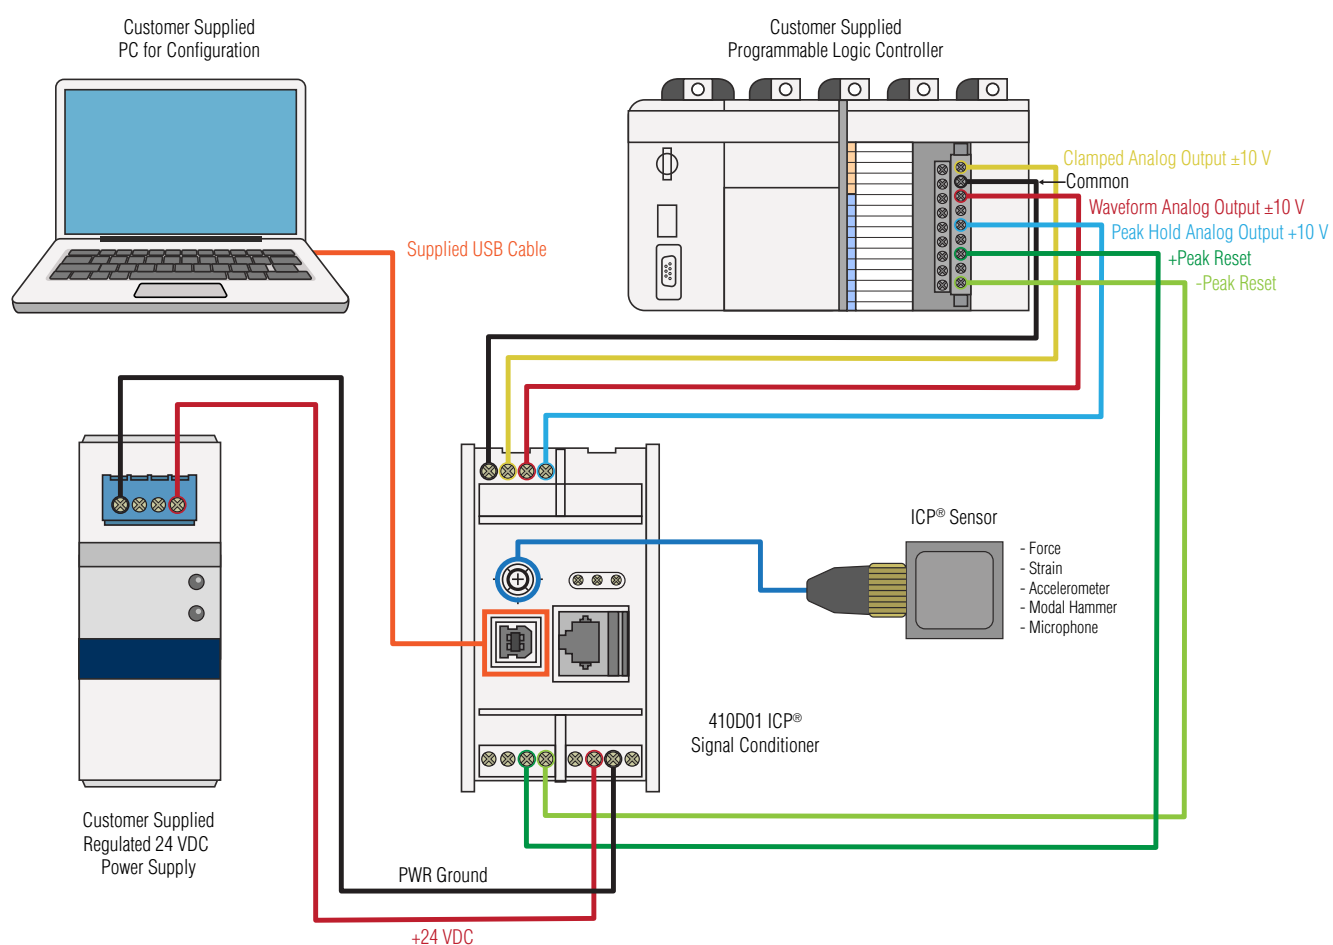 Customer Supplied
PC for Configuration
Customer Supplied
Programmable Logic Controller
Clamped Analog Output ±10 V
Common
Waveform Analog Output ±10 V
Peak Hold Analog Output +10 V
+Peak Reset
-Peak Reset
Supplied USB Cable
ICP® Sensor
- Force
- Strain
- Accelerometer
- Modal Hammer
- Microphone
410D01 ICP®
Signal Conditioner
Customer Supplied
Regulated 24 VDC
Power Supply
PWR Ground
+24 VDC